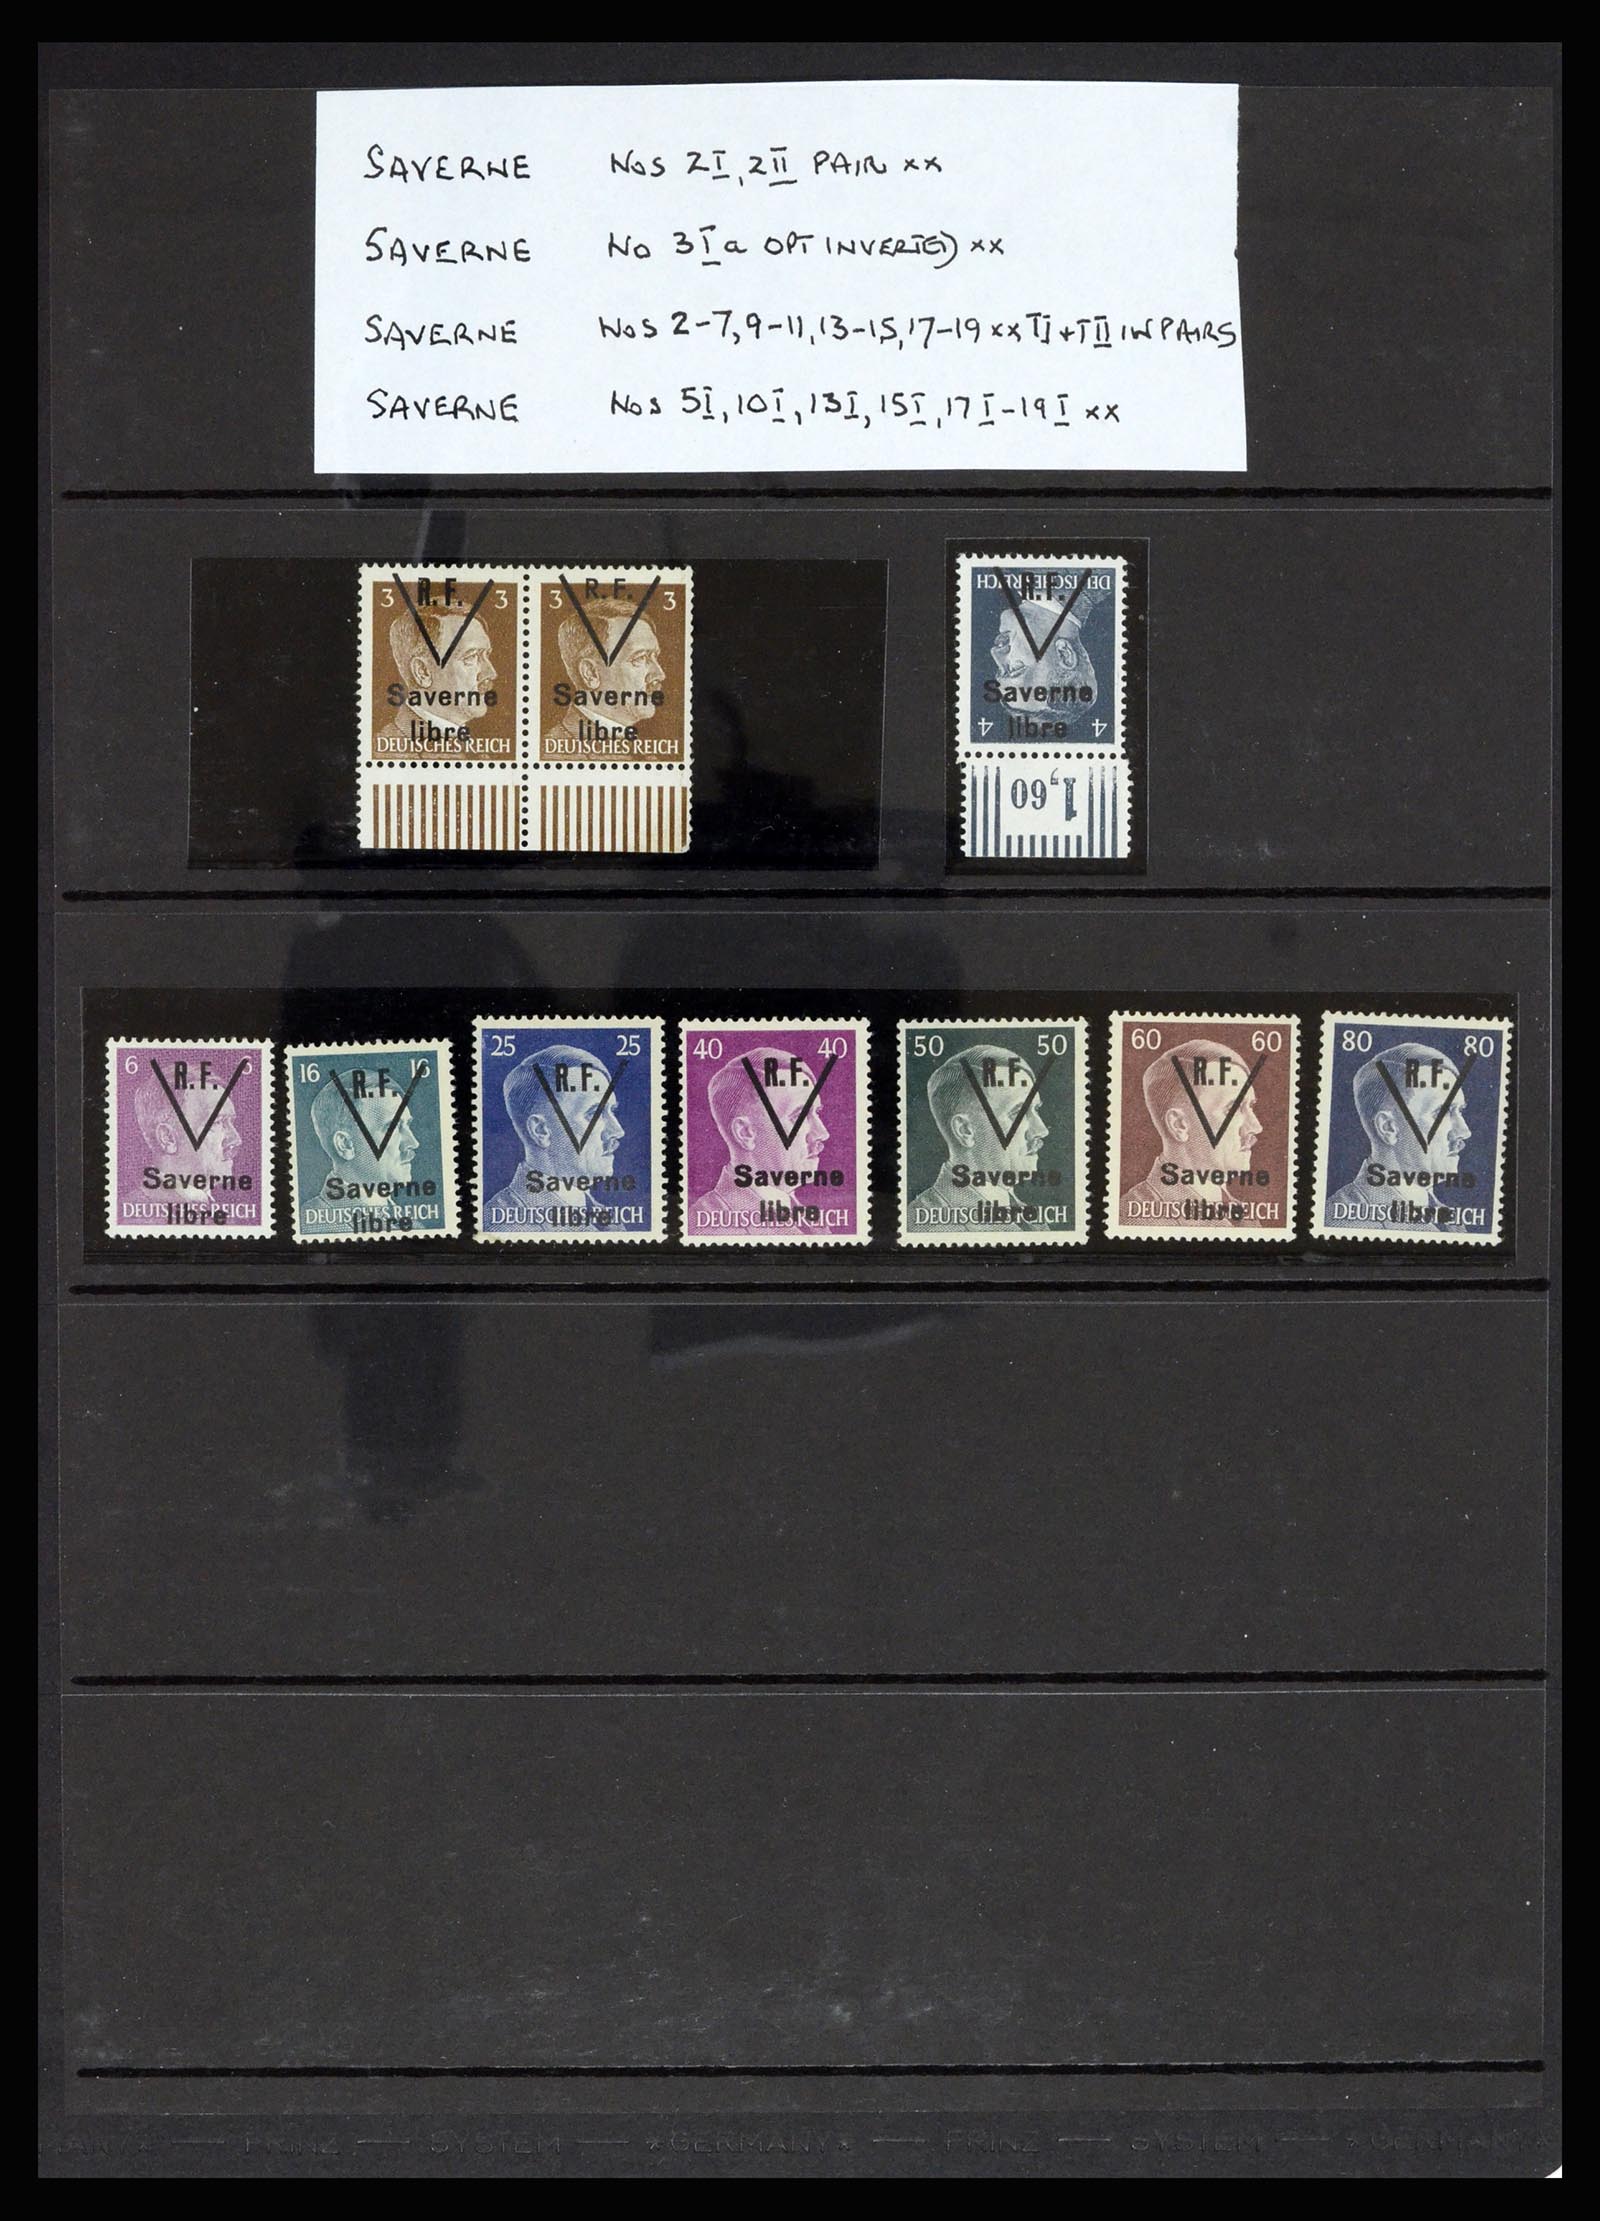 SAVERNE NOS 2I, 2II PAIR xx
SAVERNE NO 3Ia OPT INVERTED xx
SAVERNE NOS 2-7, 9-11, 13-15, 17-19 xx TI + TII IN PAIRS
SAVERNE NOS 5I, 10I, 13I, 15I, 17I-19I xx
3 R.F. 3
Saverne
libre
DEUTSCHES REICH
3 R.F. 3
Saverne
libre
DEUTSCHES REICH
DEUTSCHES REICH
R.F.
Saverne
4 libre 4
1,60
6 R.F. 6
Saverne
libre
DEUTSCHES REICH
16 R.F. 16
Saverne
DEUTSCHES REICH
libre
25 25
R.F.
Saverne
libre
DEUTSCHES REICH
40 40
R.F.
Saverne
libre
DEUTSCHES REICH
50 50
R.F.
Saverne
libre
DEUTSCHES REICH
60 60
R.F.
Saverne
libre
DEUTSCHES REICH
80 80
R.F.
Saverne
libre
DEUTSCHES REICH
MANY★ — PRINZ — SYSTEM — ★GERMANY★ — PRINZ — SYSTEM — ★GERMANY★